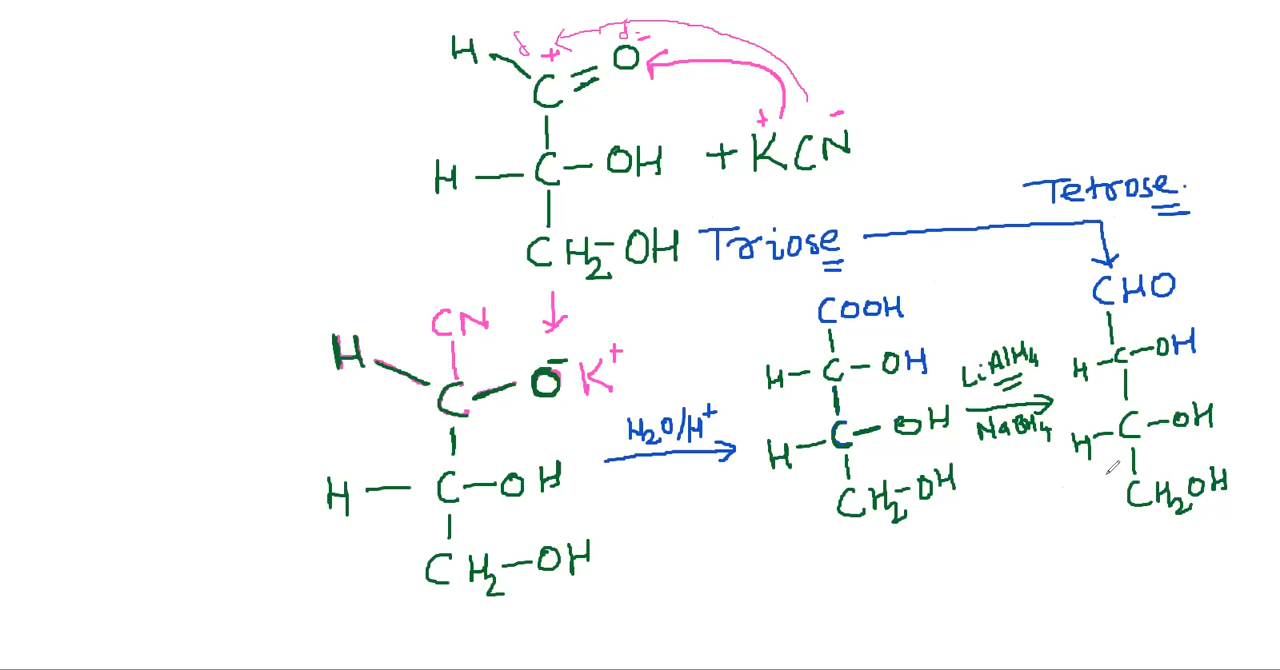 δ+ δ-
H
C=O
H-C-OH + K+ CN-
CH2-OH Triose
Tetrose.
CN
H
C-O- K+
H-C-OH
CH2-OH
H2O/H+
COOH
H-C-OH
H-C-OH
CH2-OH
LiAlH4
NaBH4
CHO
H-C-OH
H-C-OH
CH2OH